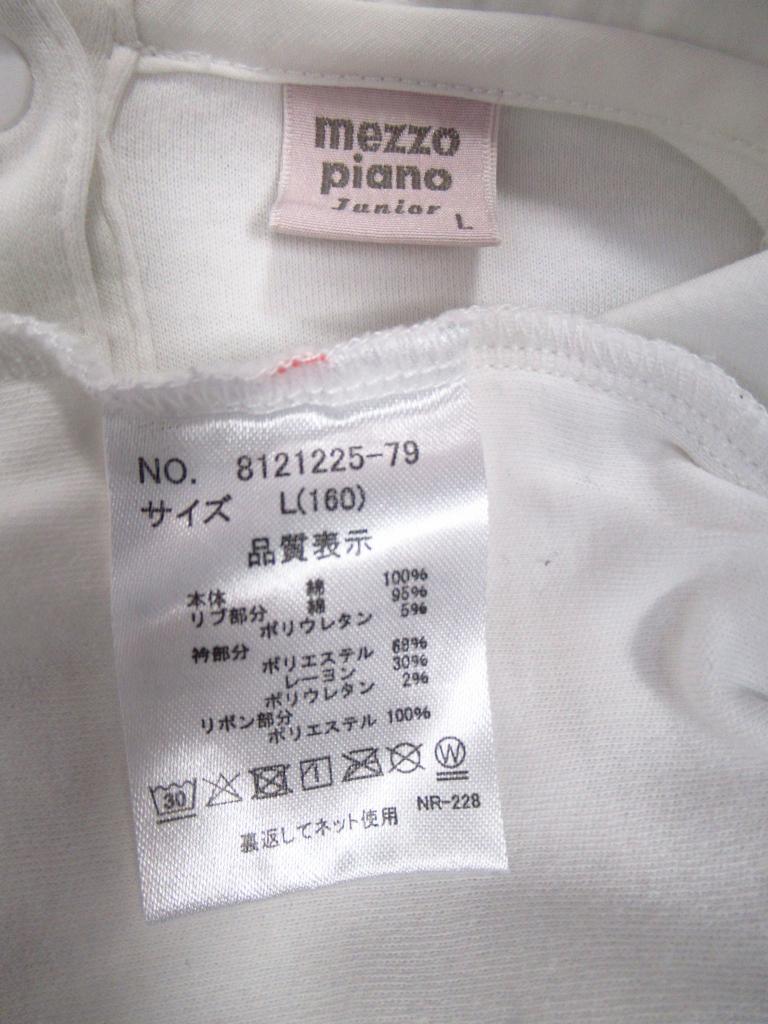 mezzo
piano
Junior
L
NO. 8121225-79
サイズ L(160)
品質表示
本体 綿 100%
リブ部分 綿 95%
ポリウレタン 5%
衿部分 ポリエステル 68%
レーヨン 30%
ポリウレタン 2%
リボン部分 ポリエステル 100%
30 1 W
裏返してネット使用 NR-228